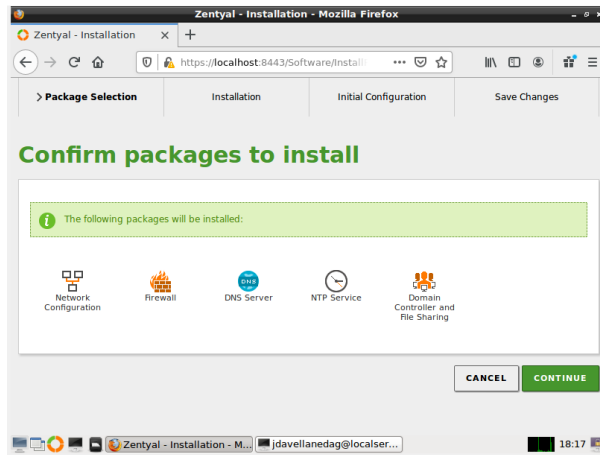 Zentyal - Installation - Mozilla Firefox
Zentyal - Installation
https://localhost:8443/Software/Install
> Package Selection
Installation
Initial Configuration
Save Changes
Confirm packages to install
The following packages will be installed:
Network
Configuration
Firewall
DNS
DNS Server
NTP Service
Domain
Controller and
File Sharing
CANCEL
CONTINUE
Zentyal - Installation - M...
jdavellanedag@localser...
18:17